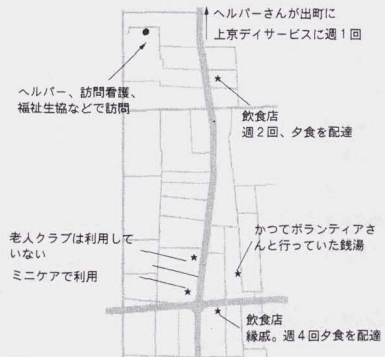 ヘルパーさんが出町に
上京デイサービスに週1回
ヘルパー、訪問看護、
福祉生協などで訪問
飲食店
週2回、夕食を配達
老人クラブは利用して
いない
ミニケアで利用
かつてボランティアさ
んと行っていた銭湯
飲食店
縁戚。週4回夕食を配達